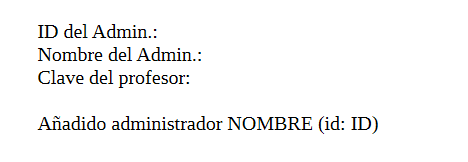 ID del Admin.:
Nombre del Admin.:
Clave del profesor:
Añadido administrador NOMBRE (id: ID)